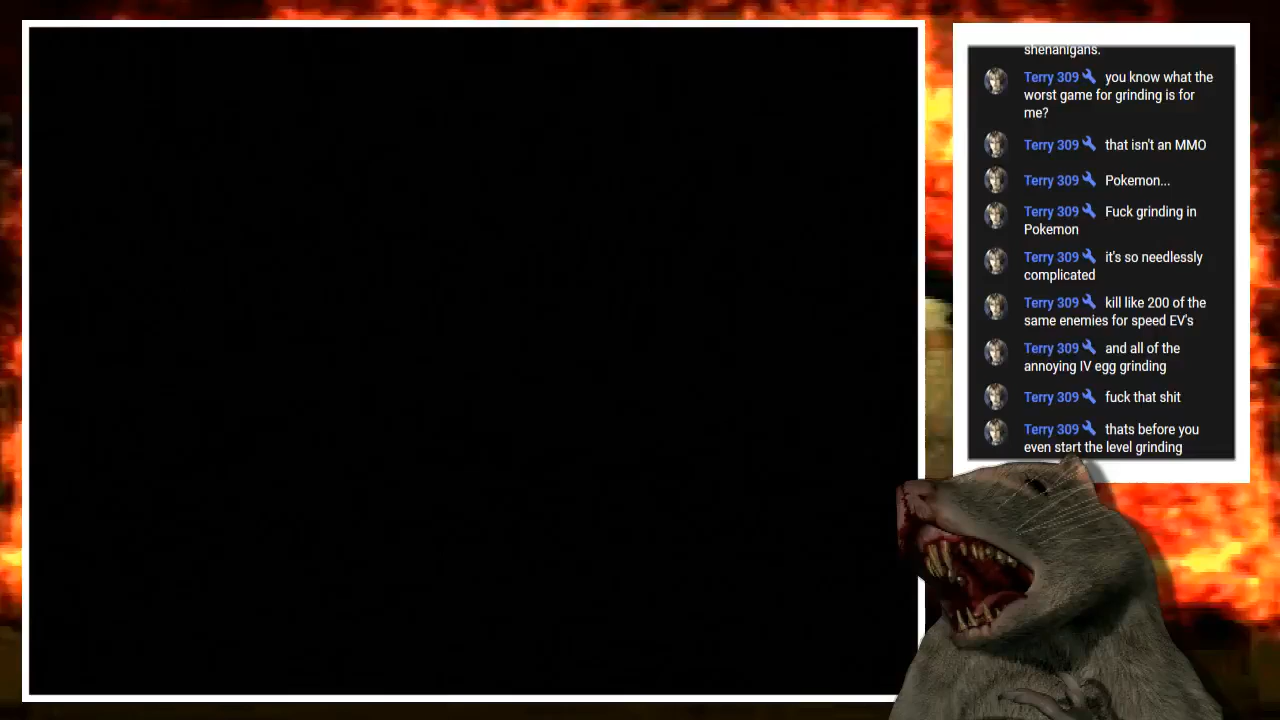 shenanigans.
Terry 309 you know what the
worst game for grinding is for
me?
Terry 309 that isn't an MMO
Terry 309 Pokemon...
Terry 309 Fuck grinding in
Pokemon
Terry 309 it's so needlessly
complicated
Terry 309 kill like 200 of the
same enemies for speed EV's
Terry 309 and all of the
annoying IV egg grinding
Terry 309 fuck that shit
Terry 309 thats before you
even start the level grinding